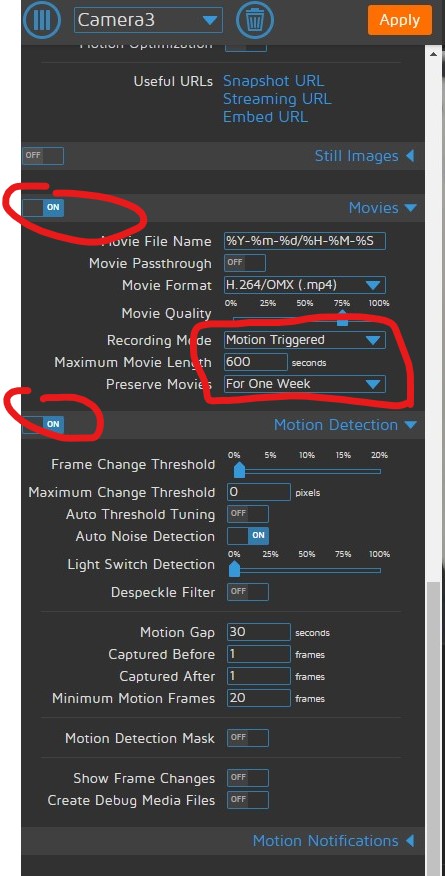 Camera3
Apply
Motion Optimization
Useful URLs Snapshot URL
Streaming URL
Embed URL
OFF Still Images
ON Movies
Movie File Name %Y-%m-%d/%H-%M-%S
Movie Passthrough OFF
Movie Format H.264/OMX (.mp4)
0% 25% 50% 75% 100%
Movie Quality
Recording Mode Motion Triggered
Maximum Movie Length 600 seconds
Preserve Movies For One Week
ON Motion Detection
0% 5% 10% 15% 20%
Frame Change Threshold
Maximum Change Threshold 0 pixels
Auto Threshold Tuning OFF
Auto Noise Detection ON
0% 25% 50% 75% 100%
Light Switch Detection
Despeckle Filter OFF
Motion Gap 30 seconds
Captured Before 1 frames
Captured After 1 frames
Minimum Motion Frames 20 frames
Motion Detection Mask OFF
Show Frame Changes OFF
Create Debug Media Files OFF
Motion Notifications